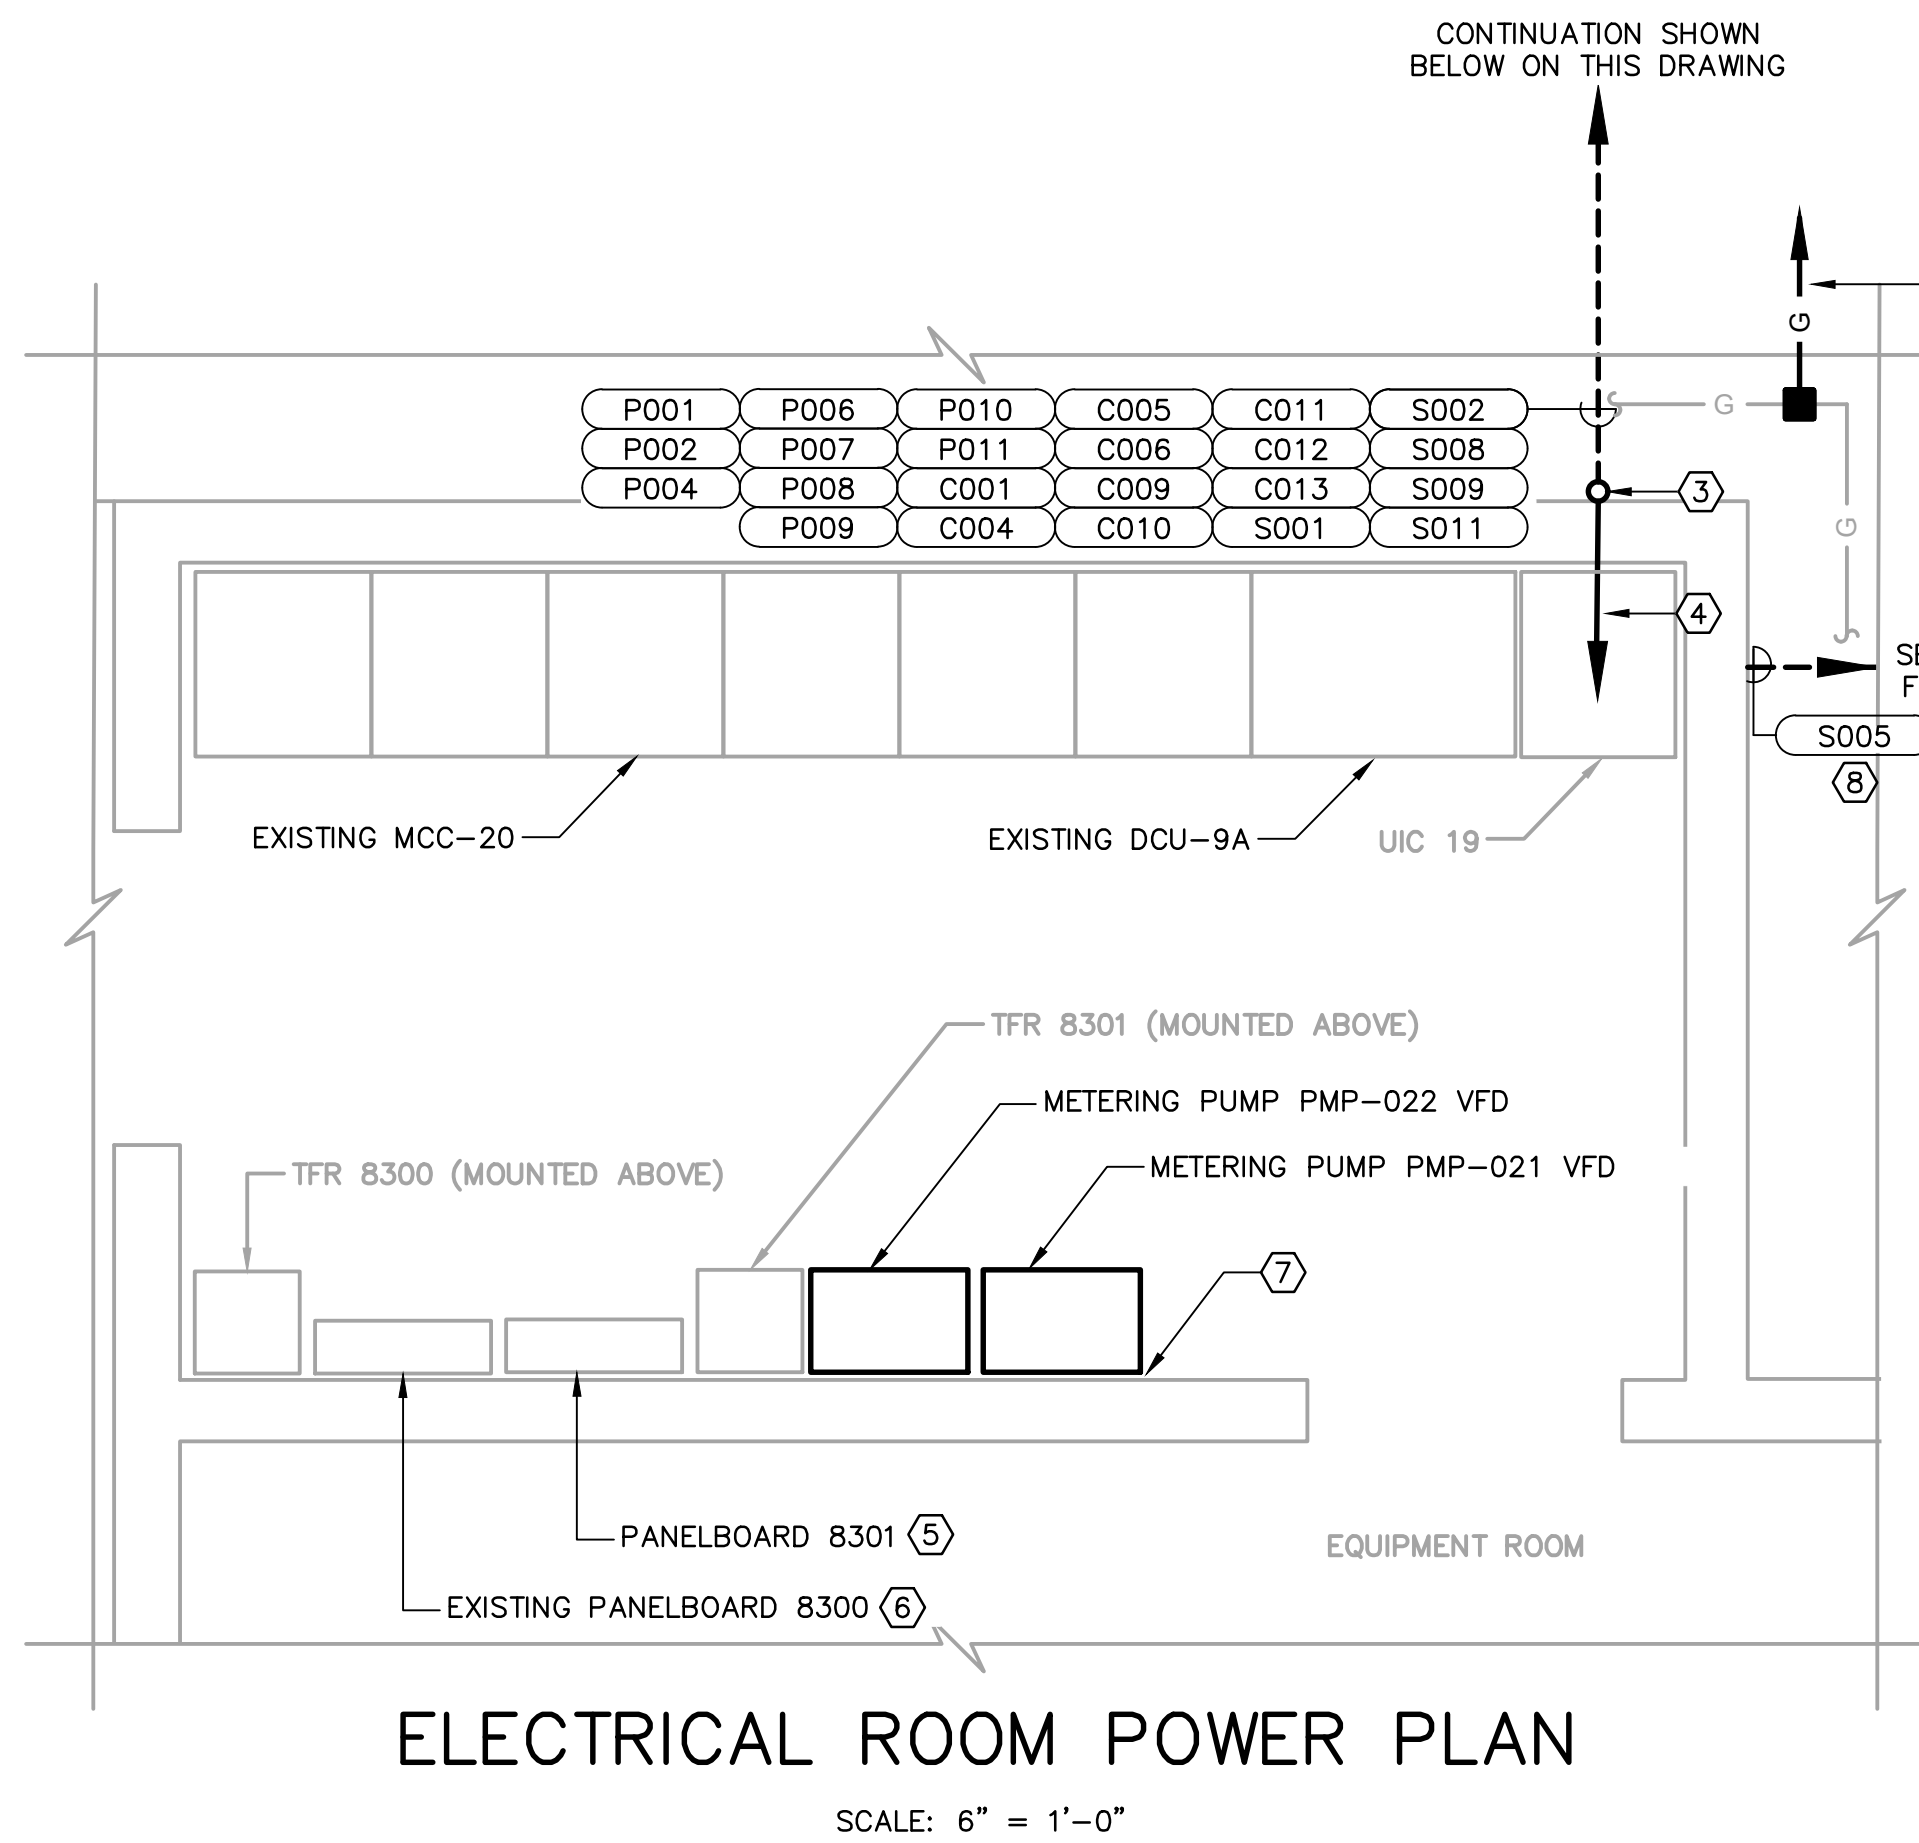 CONTINUATION SHOWN
BELOW ON THIS DRAWING
G
P001 P006 P010 C005 C011 S002
G
P002 P007 P011 C006 C012 S008
P004 P008 C001 C009 C013 S009
3
P009 C004 C010 S001 S011
G
4
SE
F
S005
8
EXISTING MCC-20
EXISTING DCU-9A
UIC 19
TFR 8301 (MOUNTED ABOVE)
METERING PUMP PMP-022 VFD
METERING PUMP PMP-021 VFD
TFR 8300 (MOUNTED ABOVE)
7
PANELBOARD 8301 5
EQUIPMENT ROOM
EXISTING PANELBOARD 8300 6
ELECTRICAL ROOM POWER PLAN
SCALE: 6" = 1'-0"